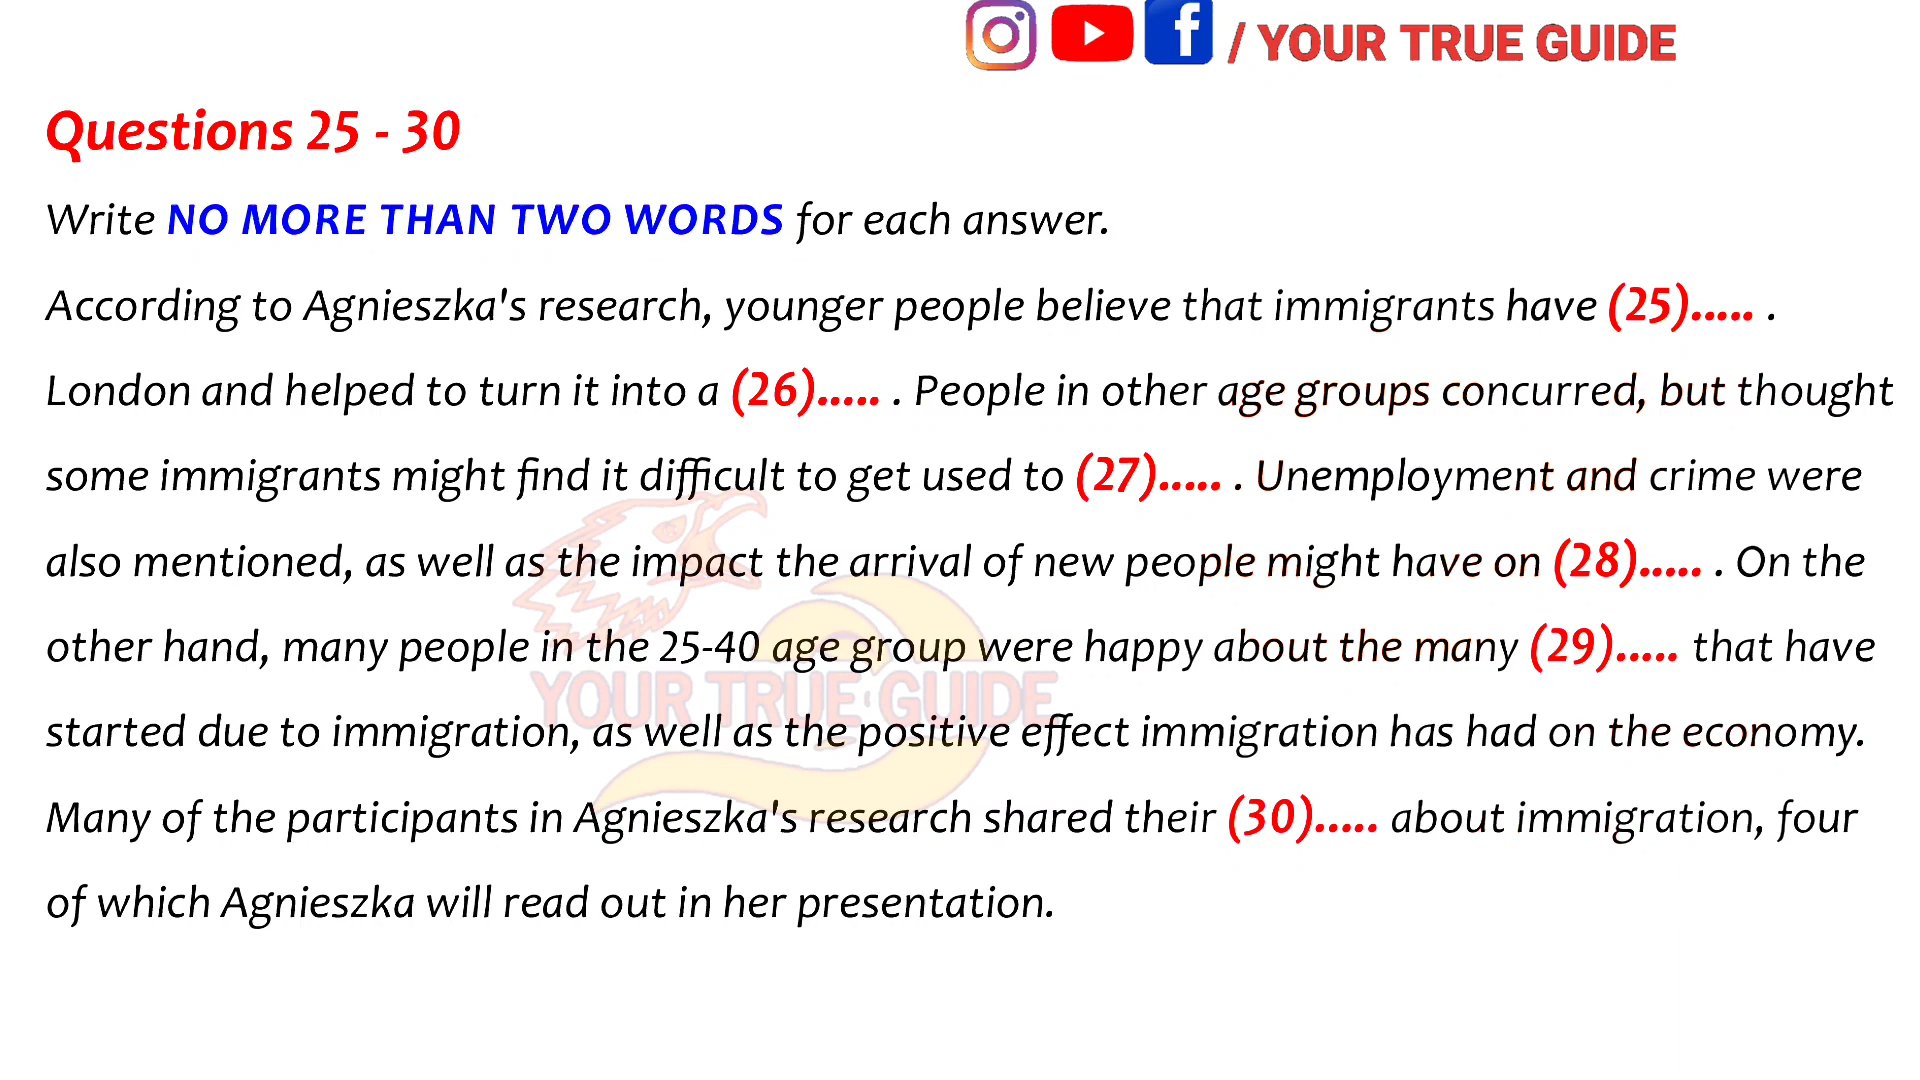 / YOUR TRUE GUIDE
Questions 25 - 30
Write NO MORE THAN TWO WORDS for each answer.
According to Agnieszka's research, younger people believe that immigrants have (25)..... .
London and helped to turn it into a (26)..... . People in other age groups concurred, but thought
some immigrants might find it difficult to get used to (27)..... . Unemployment and crime were
also mentioned, as well as the impact the arrival of new people might have on (28)..... . On the
other hand, many people in the 25-40 age group were happy about the many (29)..... that have
YOUR TRUE GUIDE
started due to immigration, as well as the positive effect immigration has had on the economy.
Many of the participants in Agnieszka's research shared their (30)..... about immigration, four
of which Agnieszka will read out in her presentation.